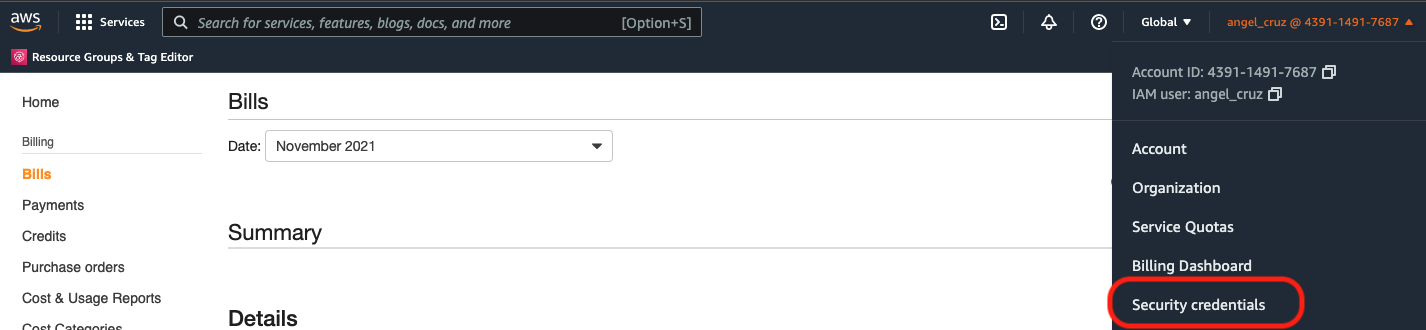 aws
Services
Search for services, features, blogs, docs, and more [Option+S]
Global
angel_cruz @ 4391-1491-7687
Resource Groups & Tag Editor
Account ID: 4391-1491-7687
IAM user: angel_cruz
Account
Organization
Service Quotas
Billing Dashboard
Security credentials
Home
Billing
Bills
Payments
Credits
Purchase orders
Cost & Usage Reports
Cost Categories
Bills
Date: November 2021
Summary
Details